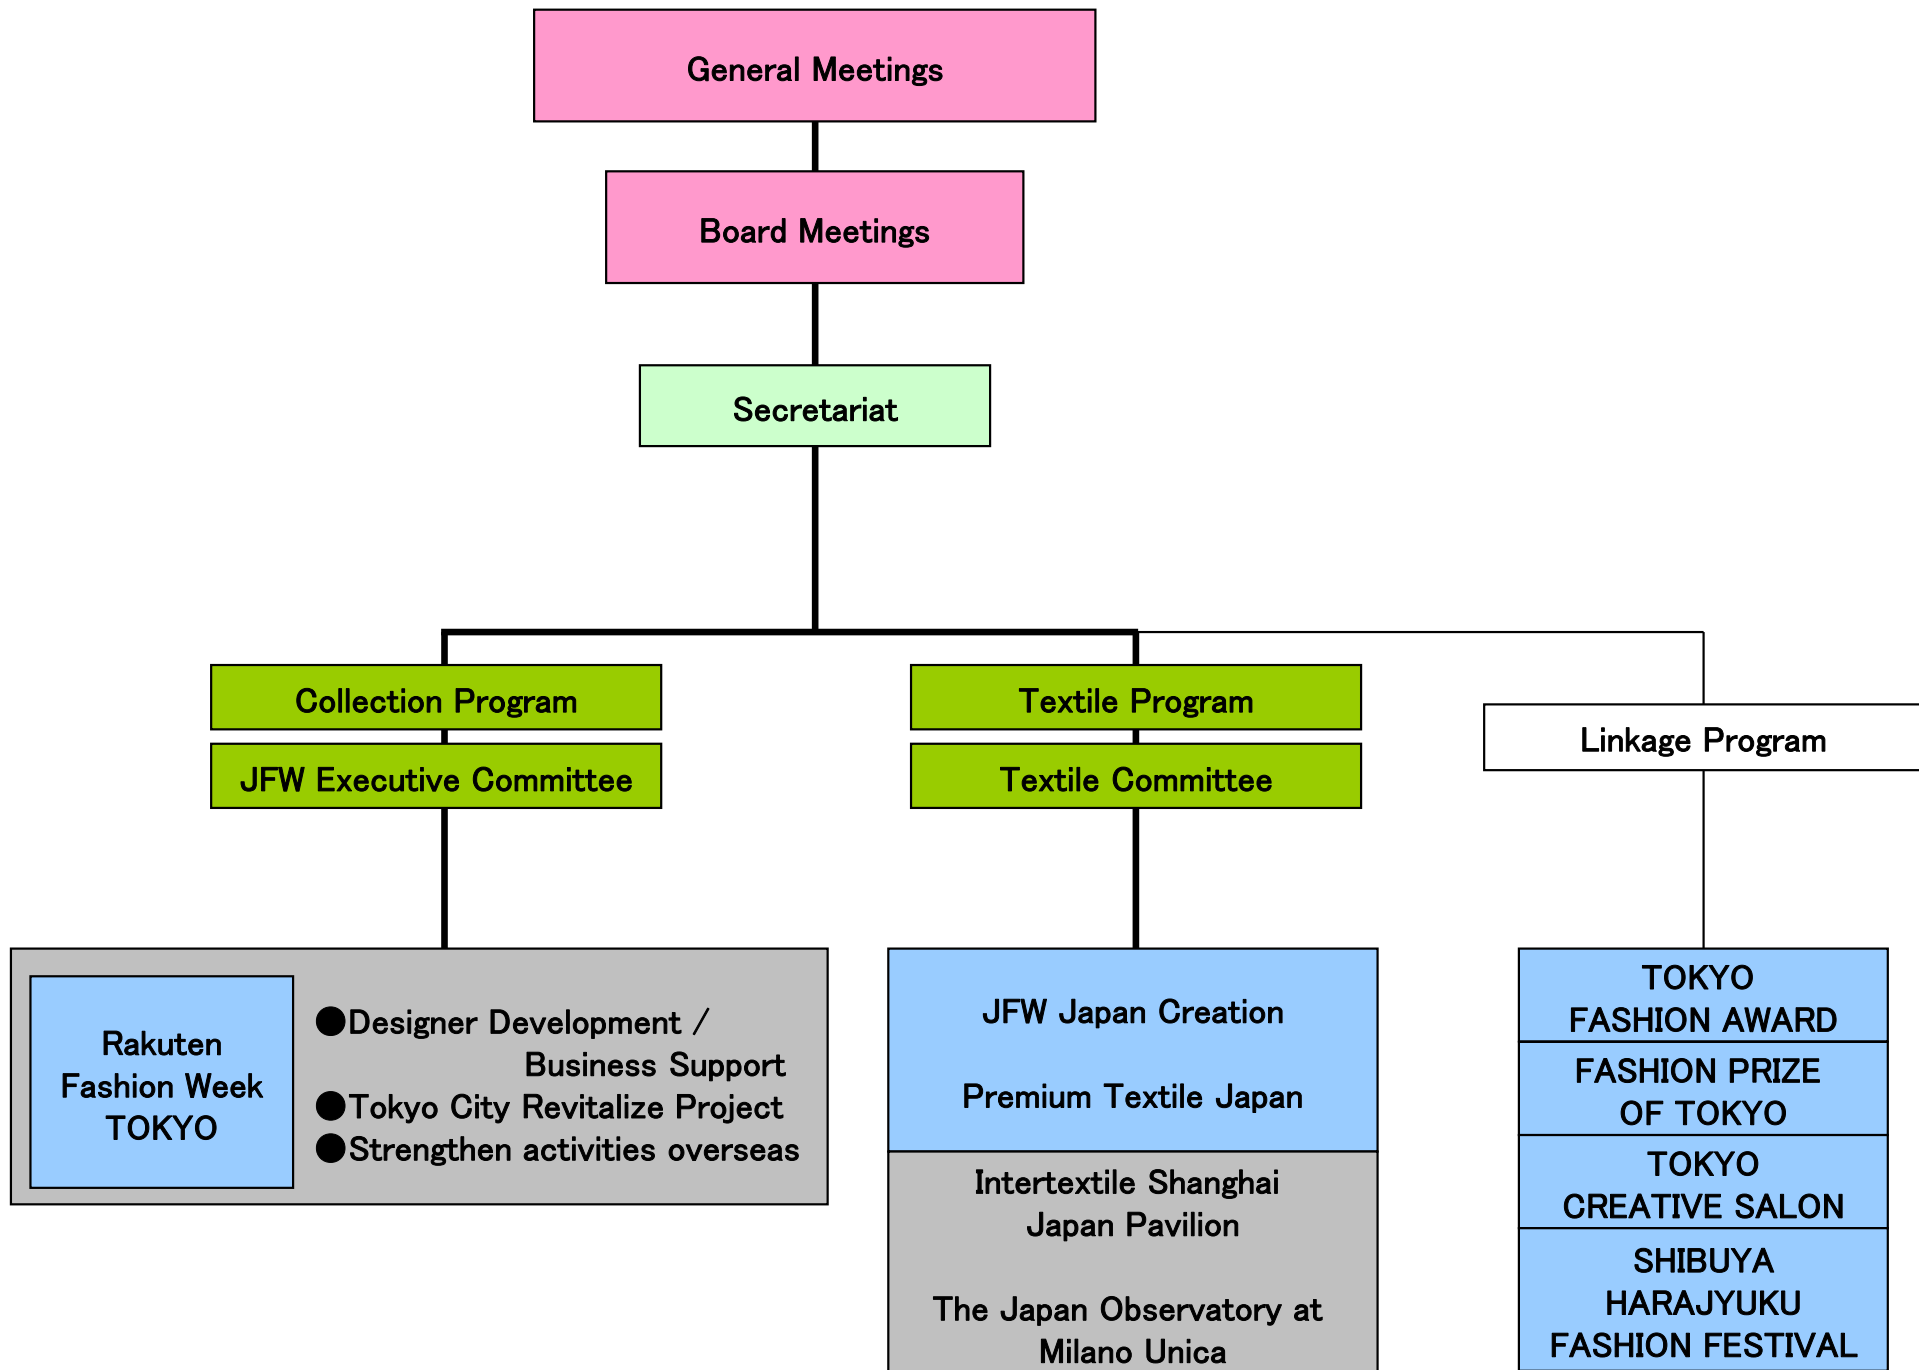 General Meetings
Board Meetings
Secretariat
Collection Program
JFW Executive Committee
Textile Program
Textile Committee
Linkage Program
Rakuten
Fashion Week
TOKYO
●Designer Development /
Business Support
●Tokyo City Revitalize Project
●Strengthen activities overseas
JFW Japan Creation
Premium Textile Japan
Intertextile Shanghai
Japan Pavilion
The Japan Observatory at
Milano Unica
TOKYO
FASHION AWARD
FASHION PRIZE
OF TOKYO
TOKYO
CREATIVE SALON
SHIBUYA
HARAJYUKU
FASHION FESTIVAL